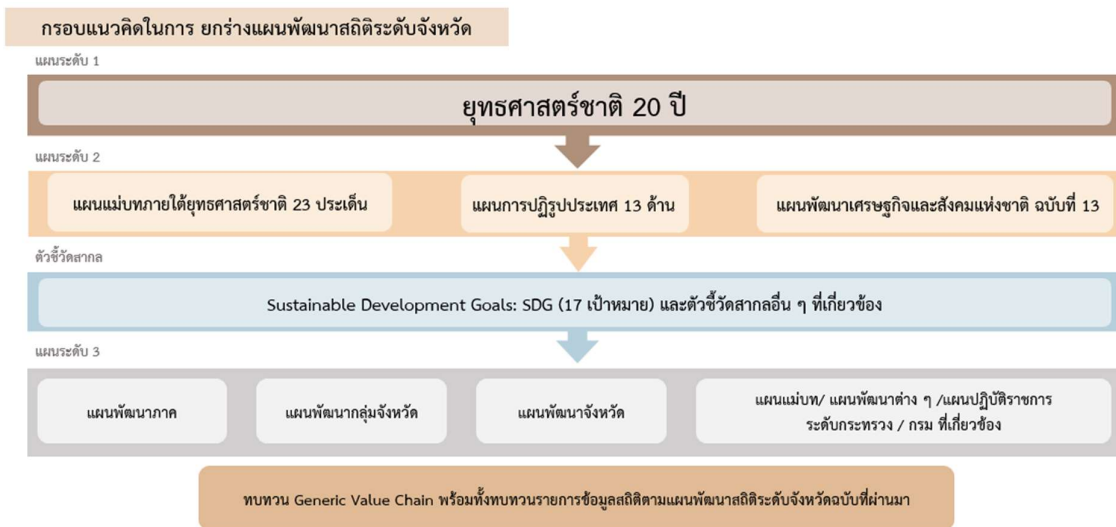 กรอบแนวคิดในการ ยกร่างแผนพัฒนาสถิติระดับจังหวัด
แผนระดับ 1
ยุทธศาสตร์ชาติ 20 ปี
แผนระดับ 2
แผนแม่บทภายใต้ยุทธศาสตร์ชาติ 23 ประเด็น
แผนการปฏิรูปประเทศ 13 ด้าน
แผนพัฒนาเศรษฐกิจและสังคมแห่งชาติ ฉบับที่ 13
ตัวชี้วัดสากล
Sustainable Development Goals: SDG (17 เป้าหมาย) และตัวชี้วัดสากลอื่น ๆ ที่เกี่ยวข้อง
แผนระดับ 3
แผนพัฒนาภาค
แผนพัฒนากลุ่มจังหวัด
แผนพัฒนาจังหวัด
แผนแม่บท/ แผนพัฒนาต่าง ๆ /แผนปฏิบัติราชการ
ระดับกระทรวง / กรม ที่เกี่ยวข้อง
ทบทวน Generic Value Chain พร้อมทั้งทบทวนรายการข้อมูลสถิติตามแผนพัฒนาสถิติระดับจังหวัดฉบับที่ผ่านมา